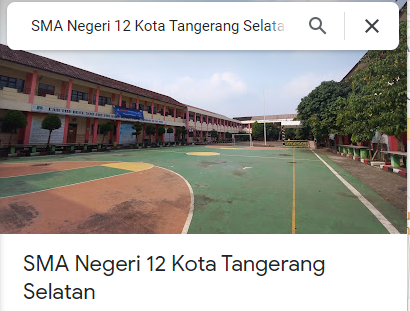 SMA Negeri 12 Kota Tangerang Selata
SMA Negeri 12 Kota Tangerang
Selatan